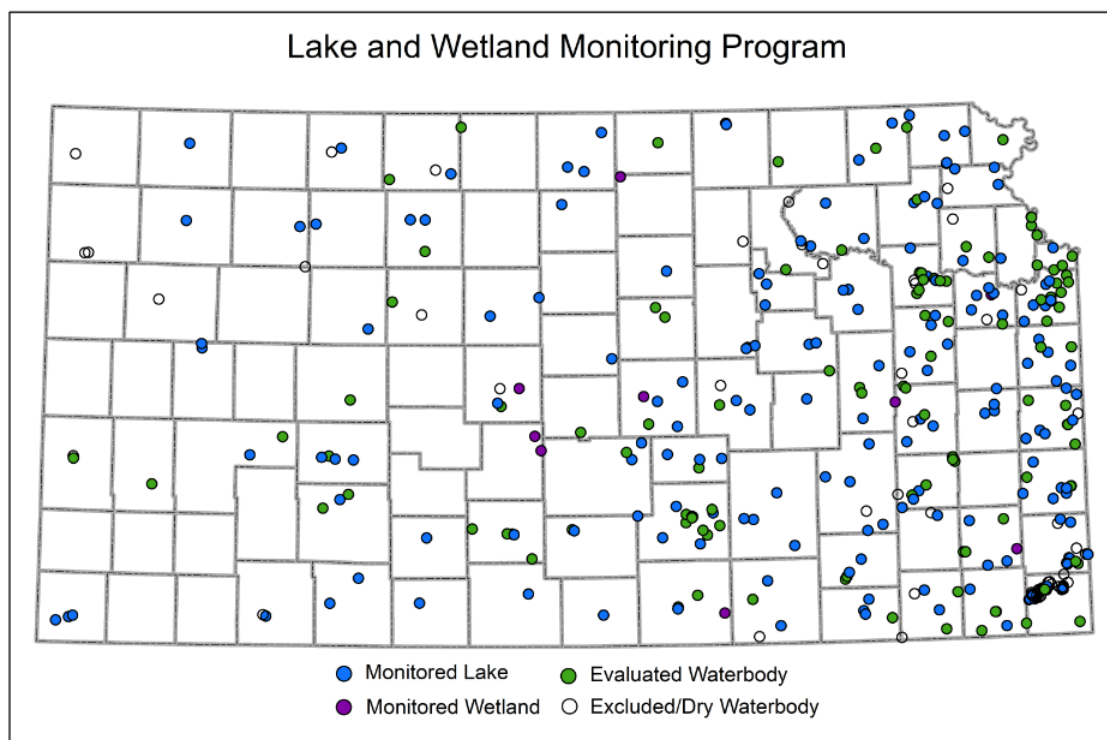 Lake and Wetland Monitoring Program
Monitored Lake
Evaluated Waterbody
Monitored Wetland
Excluded/Dry Waterbody